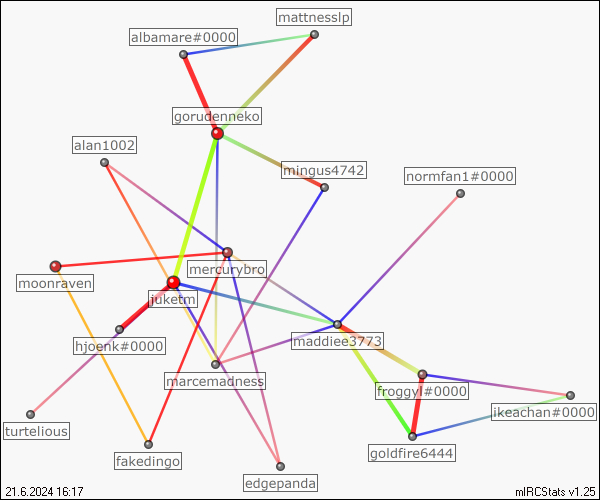 mattnesslp
albamare#0000
gorudenneko
alan1002
mingus4742
normfan1#0000
mercurybro
moonraven
juketm
maddiee3773
hjoenk#0000
marcemadness
froggyl#0000
ikeachan#0000
turtelious
goldfire6444
fakedingo
edgepanda
21.6.2024 16:17
mIRCStats v1.25